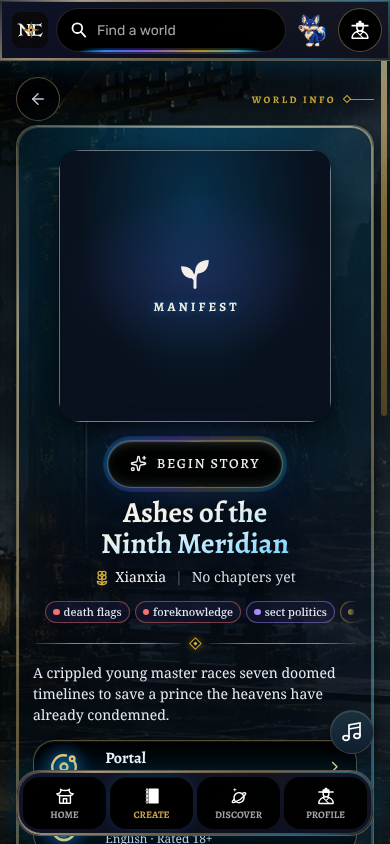 NE
Find a world
WORLD INFO
MANIFEST
BEGIN STORY
Ashes of the
Ninth Meridian
Xianxia | No chapters yet
death flags
foreknowledge
sect politics
A crippled young master races seven doomed
timelines to save a prince the heavens have
already condemned.
Portal
HOME
CREATE
DISCOVER
PROFILE
English · Rated 18+